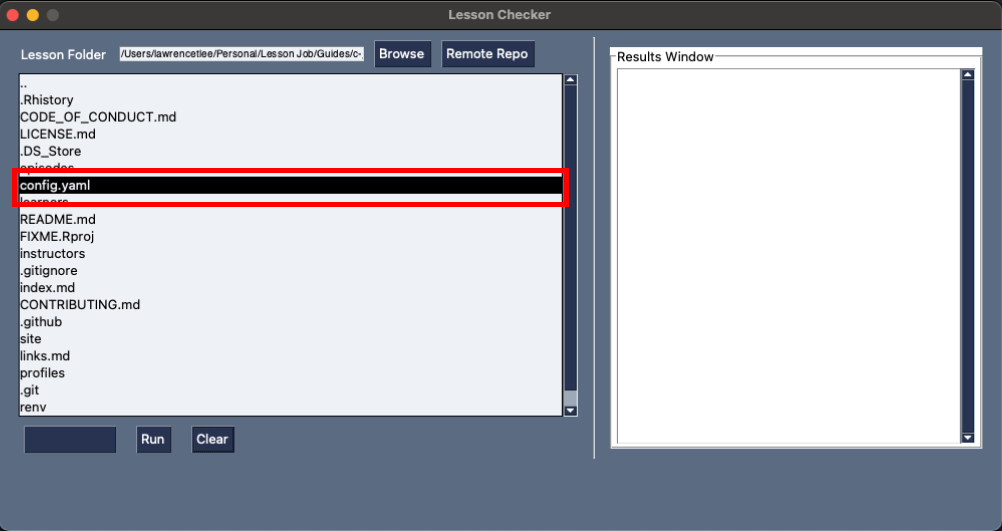 Lesson Checker
Lesson Folder /Users/lawrencetlee/Personal/Lesson Job/Guides/c- Browse Remote Repo
..
.Rhistory
CODE_OF_CONDUCT.md
LICENSE.md
.DS_Store
episodes
config.yaml
learners
README.md
FIXME.Rproj
instructors
.gitignore
index.md
CONTRIBUTING.md
.github
site
links.md
profiles
.git
renv
Run Clear
Results Window